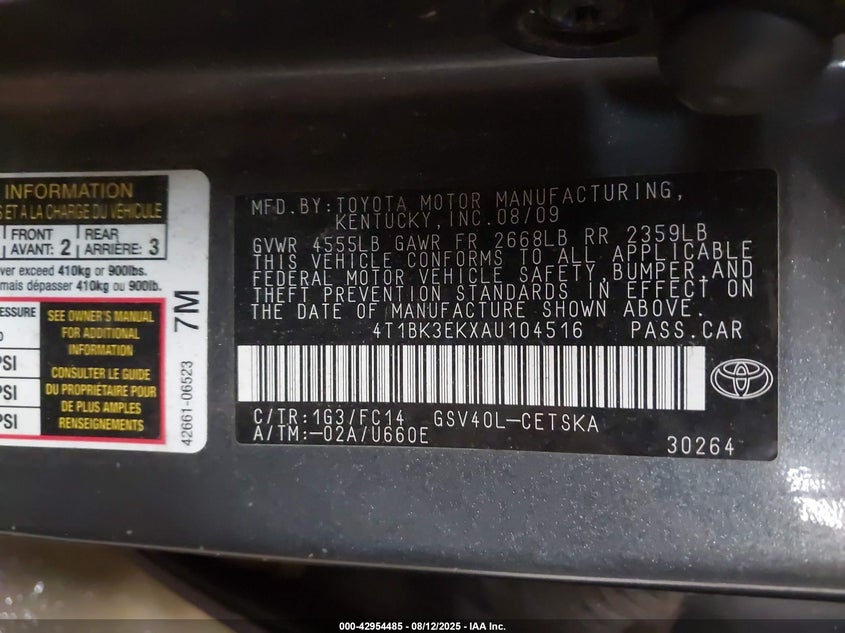 INFORMATION
ET A LA CHARGE DU VÉHICULE
FRONT
AVANT: 2
REAR
ARRIÈRE: 3
exceed 410kg or 900lbs.
mais dépasser 410kg ou 900lb.
SEE OWNER'S MANUAL
FOR ADDITIONAL
INFORMATION
CONSULTER LE GUIDE
DU PROPRIÉTAIRE POUR
DE PLUS AMPLES
RENSEIGNEMENTS
7M
42661-06523
MFD.BY:TOYOTA MOTOR MANUFACTURING,
KENTUCKY,INC.08/09
GVWR 4555LB GAWR FR 2668LB RR 2359LB
THIS VEHICLE CONFORMS TO ALL APPLICABLE
FEDERAL MOTOR VEHICLE SAFETY,BUMPER,AND
THEFT PREVENTION STANDARDS IN EFFECT ON
THE DATE OF MANUFACTURE SHOWN ABOVE.
4T1BK3EKXAU104516 PASS.CAR
C/TR:1G3/FC14 GSV40L-CETSKA
A/TM:-02A/U660E
30264
000-42954485 - 08/12/2025 - IAA Inc.